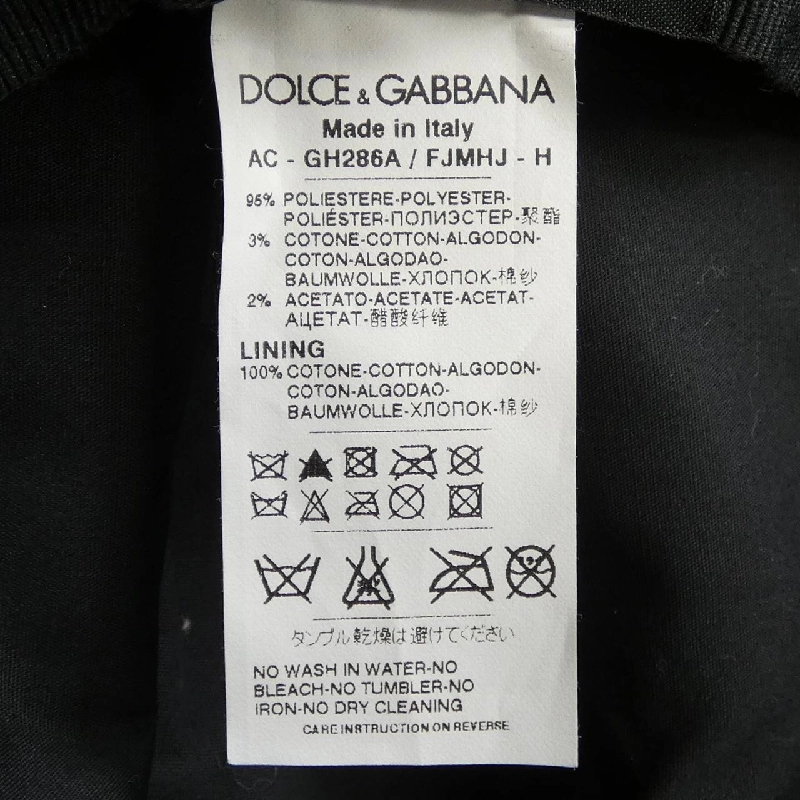 DOLCE & GABBANA
Made in Italy
AC - GH286A / FJMHJ - H
95% POLIESTERE-POLYESTER-
POLIÉSTER-ПОЛИЭСТЕР-聚酯
3% COTONE-COTTON-ALGODON-
COTON-ALGODAO-
BAUMWOLLE-ХЛОПОК-棉纱
2% ACETATO-ACETATE-ACETAT-
АЦЕТАТ-醋酸纤维
LINING
100% COTONE-COTTON-ALGODON-
COTON-ALGODAO-
BAUMWOLLE-ХЛОПОК-棉纱
タンブル乾燥は避けてください
NO WASH IN WATER-NO
BLEACH-NO TUMBLER-NO
IRON-NO DRY CLEANING
CARE INSTRUCTION ON REVERSE